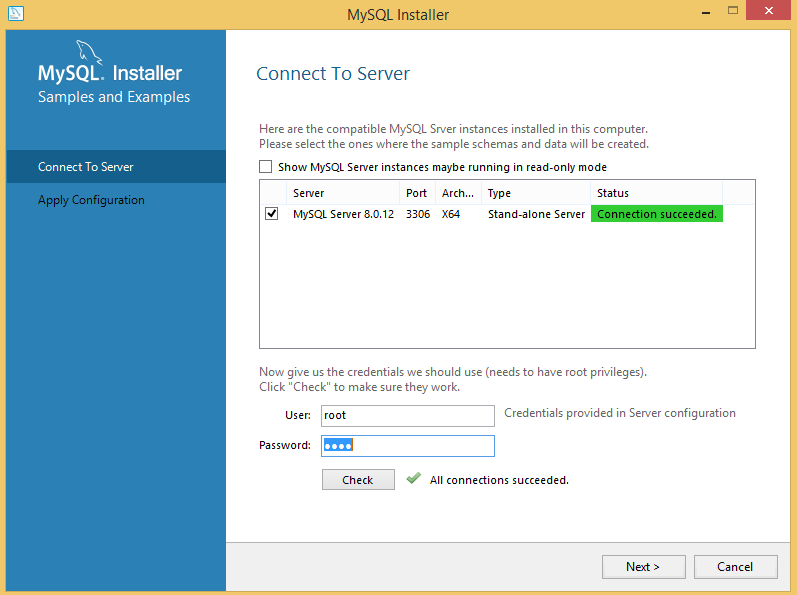 MySQL Installer
MySQL. Installer
Samples and Examples
Connect To Server
Apply Configuration
Connect To Server
Here are the compatible MySQL Srver instances installed in this computer.
Please select the ones where the sample schemas and data will be created.
Show MySQL Server instances maybe running in read-only mode
Server Port Arch... Type Status
MySQL Server 8.0.12 3306 X64 Stand-alone Server Connection succeeded.
Now give us the credentials we should use (needs to have root privileges).
Click "Check" to make sure they work.
User: root Credentials provided in Server configuration
Password: ●●●●
Check All connections succeeded.
Next > Cancel